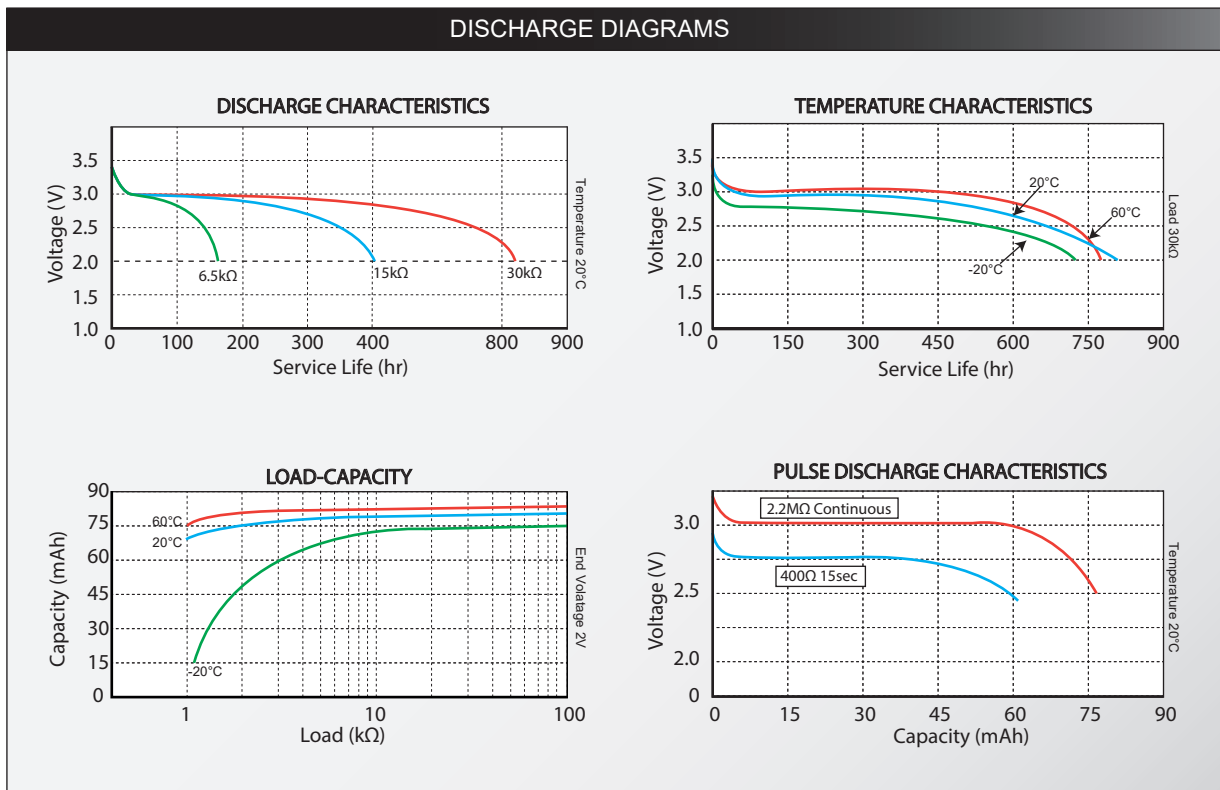 DISCHARGE DIAGRAMS
DISCHARGE CHARACTERISTICS
Voltage (V)
3.5
3.0
2.5
2.0
1.5
1.0
6.5kΩ
15kΩ
30kΩ
0 100 200 300 400 800 900
Service Life (hr)
Temperature 20°C
TEMPERATURE CHARACTERISTICS
Voltage (V)
3.5
3.0
2.5
2.0
1.5
1.0
20°C
60°C
-20°C
0 150 300 450 600 750 900
Service Life (hr)
Load 30kΩ
LOAD-CAPACITY
Capacity (mAh)
90
75
60
45
30
15
0
60°C
20°C
-20°C
1 10 100
Load (kΩ)
End Volatage 2V
PULSE DISCHARGE CHARACTERISTICS
Voltage (V)
3.0
2.5
2.0
0
2.2MΩ Continuous
400Ω 15sec
0 15 30 45 60 75 90
Capacity (mAh)
Temperature 20°C